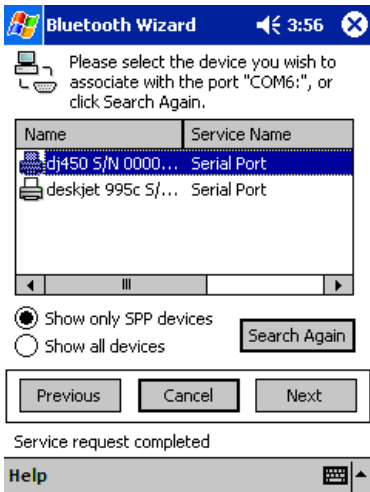 Bluetooth Wizard 3:56
Please select the device you wish to
associate with the port "COM6:", or
click Search Again.
Name Service Name
dj450 S/N 0000... Serial Port
deskjet 995c S/... Serial Port
Show only SPP devices
Show all devices
Search Again
Previous Cancel Next
Service request completed
Help